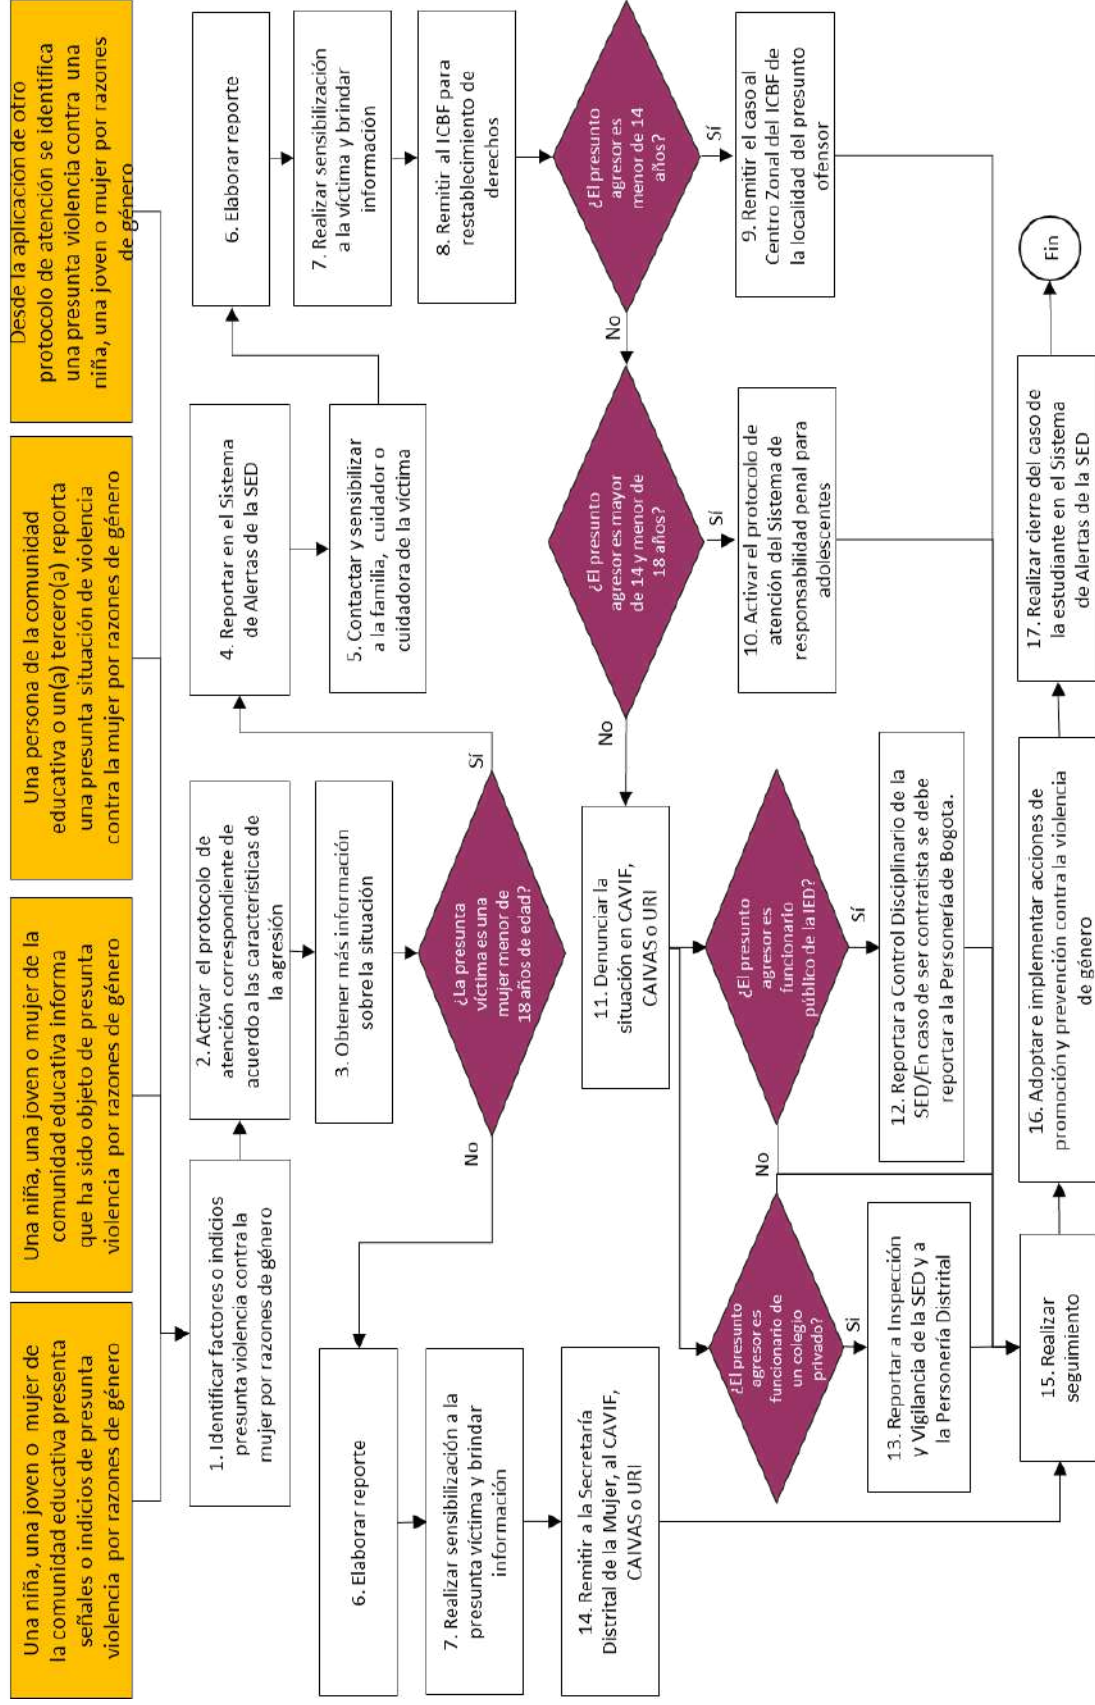 Una niña, una joven o mujer de
la comunidad educativa presenta
señales o indicios de presunta
violencia por razones de género
Una niña, una joven o mujer de la
comunidad educativa informa
que ha sido objeto de presunta
violencia por razones de género
Una persona de la comunidad
educativa o un(a) tercero(a) reporta
una presunta situación de violencia
contra la mujer por razones de género
Desde la aplicación de otro
protocolo de atención se identifica
una presunta violencia contra una
niña, una joven o mujer por razones
de género
1. Identificar factores o indicios
presunta violencia contra la
mujer por razones de género
2. Activar el protocolo de
atención correspondiente de
acuerdo a las características de
la agresión
3. Obtener más información
sobre la situación
¿La presunta
víctima es una
mujer menor de
18 años de edad?
Sí
No
4. Reportar en el Sistema
de Alertas de la SED
5. Contactar y sensibilizar
a la familia, cuidador o
cuidadora de la víctima
6. Elaborar reporte
7. Realizar sensibilización
a la víctima y brindar
información
8. Remitir al ICBF para
restablecimiento de
derechos
¿El presunto
agresor es
menor de 14
años?
Sí
No
9. Remitir el caso al
Centro Zonal del ICBF de
la localidad del presunto
ofensor
¿El presunto
agresor es mayor
de 14 y menor de
18 años?
Sí
No
10. Activar el protocolo de
atención del Sistema de
responsabilidad penal para
adolescentes
11. Denunciar la
situación en CAVIF,
CAIVAS o URI
¿El presunto
agresor es
funcionario
público de la IED?
Sí
No
12. Reportar a Control Disciplinario de la
SED/En caso de ser contratista se debe
reportar a la Personería de Bogota.
¿El presunto
agresor es
funcionario de
un colegio
privado?
Sí
13. Reportar a Inspección
y Vigilancia de la SED y a
la Personería Distrital
6. Elaborar reporte
7. Realizar sensibilización a la
presunta víctima y brindar
información
14. Remitir a la Secretaría
Distrital de la Mujer, al CAVIF,
CAIVAS o URI
15. Realizar
seguimiento
16. Adoptar e implementar acciones de
promoción y prevención contra la violencia
de género
17. Realizar cierre del caso de
la estudiante en el Sistema
de Alertas de la SED
Fin